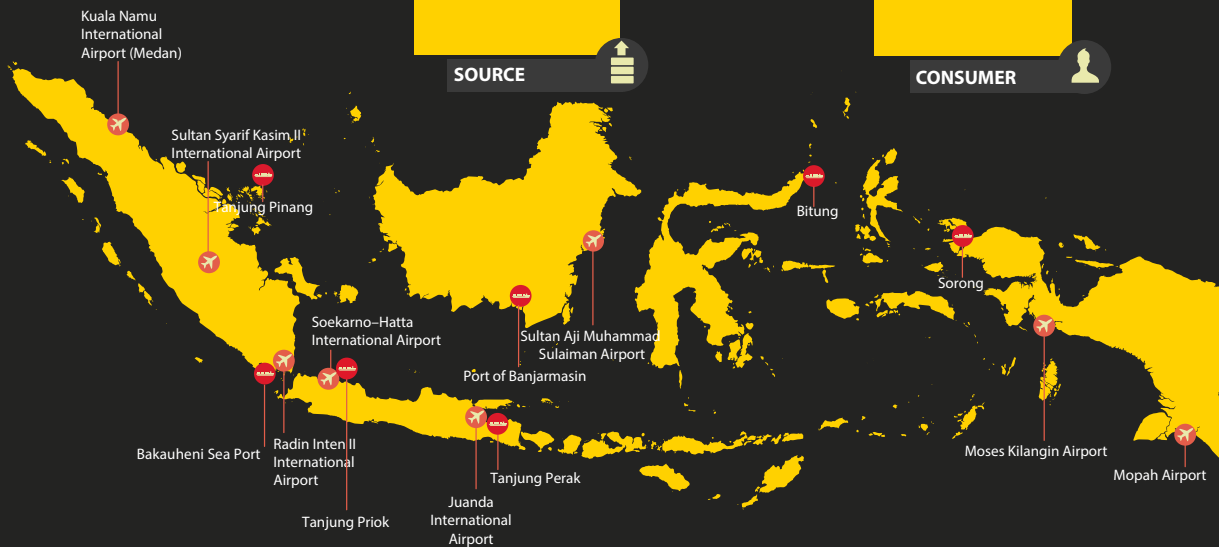 Kuala Namu
International
Airport (Medan)
SOURCE
CONSUMER
Sultan Syarif Kasim II
International Airport
Tanjung Pinang
Bitung
Sorong
Soekarno–Hatta
International Airport
Sultan Aji Muhammad
Sulaiman Airport
Port of Banjarmasin
Bakauheni Sea Port
Radin Inten II
International
Airport
Tanjung Priok
Juanda
International
Airport
Tanjung Perak
Moses Kilangin Airport
Mopah Airport